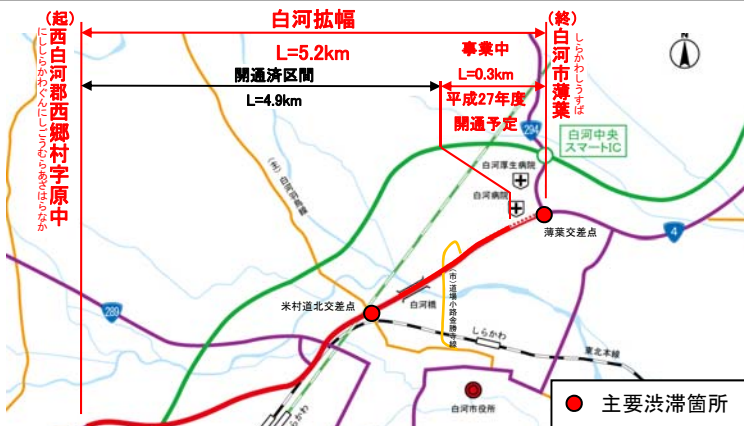 (起)西白河郡西郷村字原中
にししらかわぐんにしごうむらあざはらなか
白河拡幅
L=5.2km
開通済区間
L=4.9km
事業中
L=0.3km
平成27年度
開通予定
(終)白河市薄葉
しらかわしうすば
N
294
白河中央
スマートIC
白河厚生病院
白河病院
(主)白河羽鳥線
薄葉交差点
4
289
米村道北交差点
白河橋
(市)道場小路金勝寺線
しらかわ
東北本線
白河市役所
主要渋滞箇所